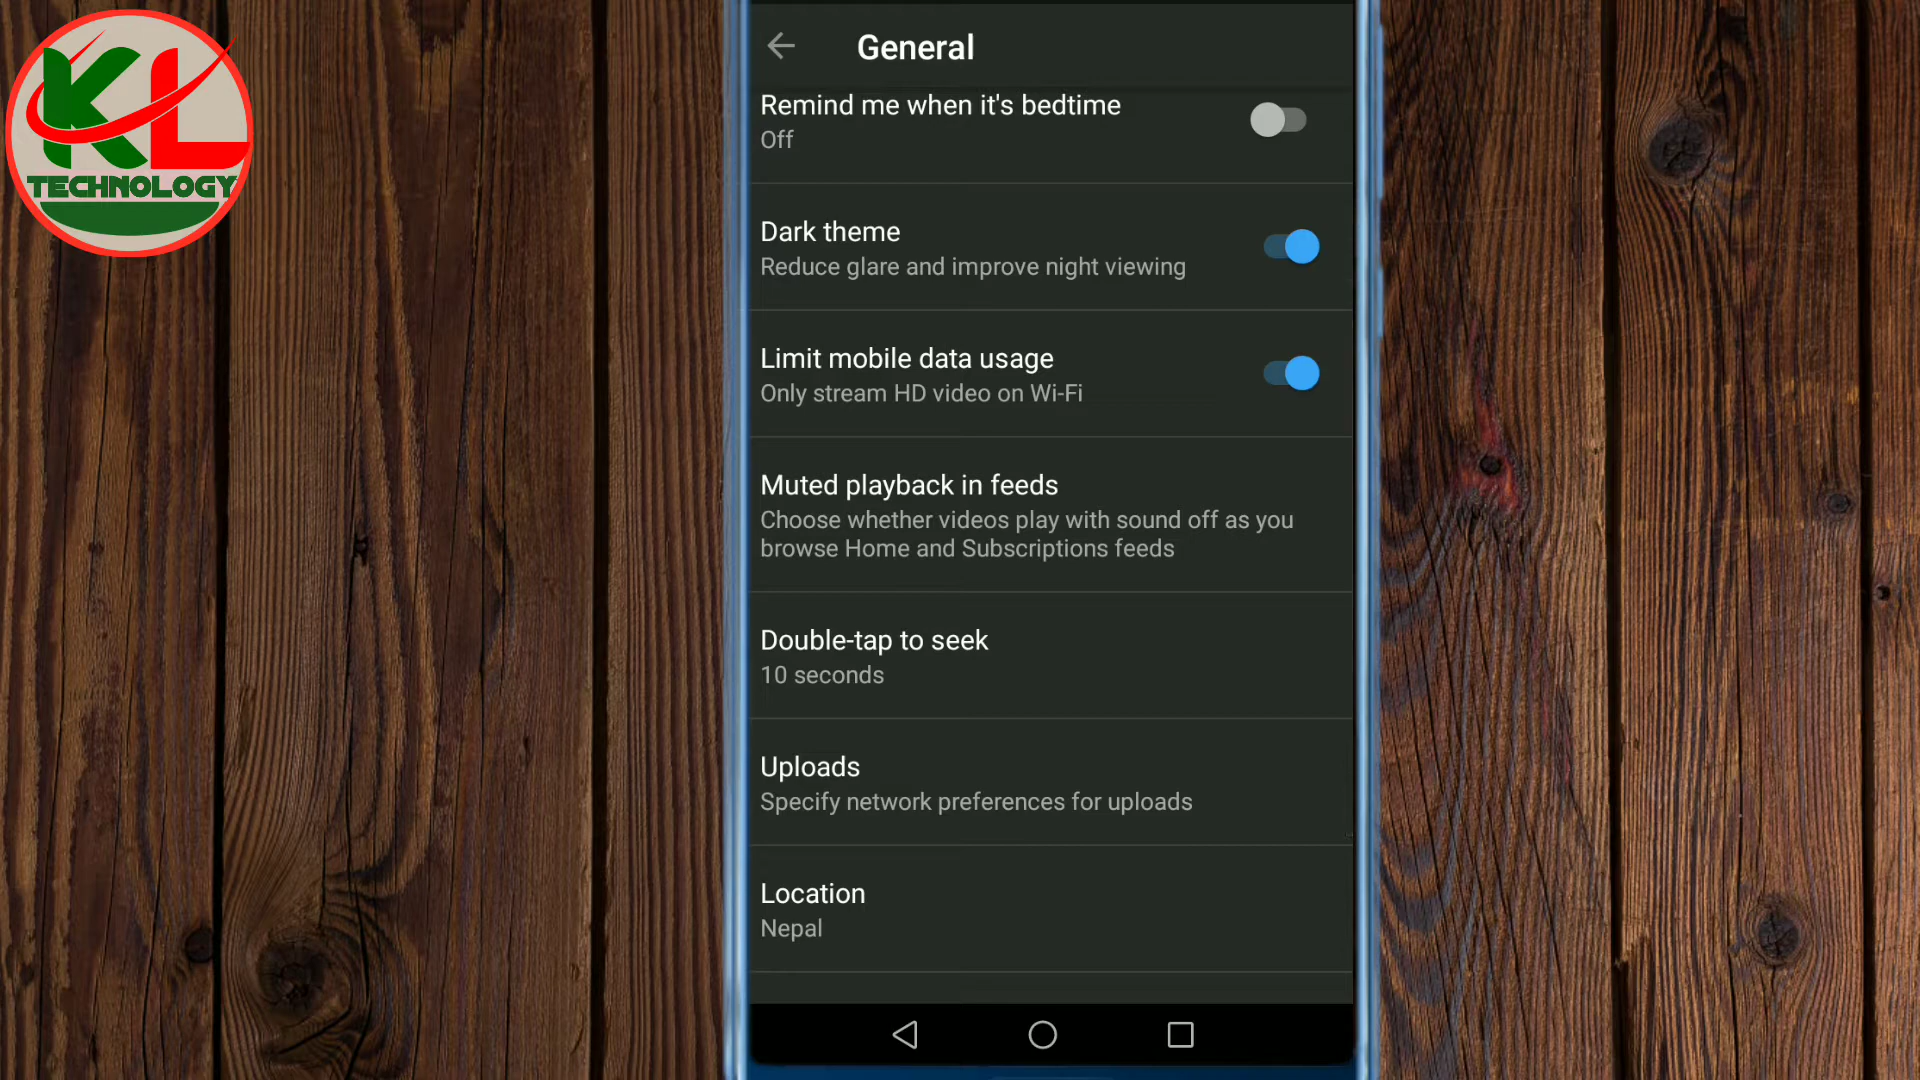 KL
TECHNOLOGY
General
Remind me when it's bedtime
Off
Dark theme
Reduce glare and improve night viewing
Limit mobile data usage
Only stream HD video on Wi-Fi
Muted playback in feeds
Choose whether videos play with sound off as you
browse Home and Subscriptions feeds
Double-tap to seek
10 seconds
Uploads
Specify network preferences for uploads
Location
Nepal